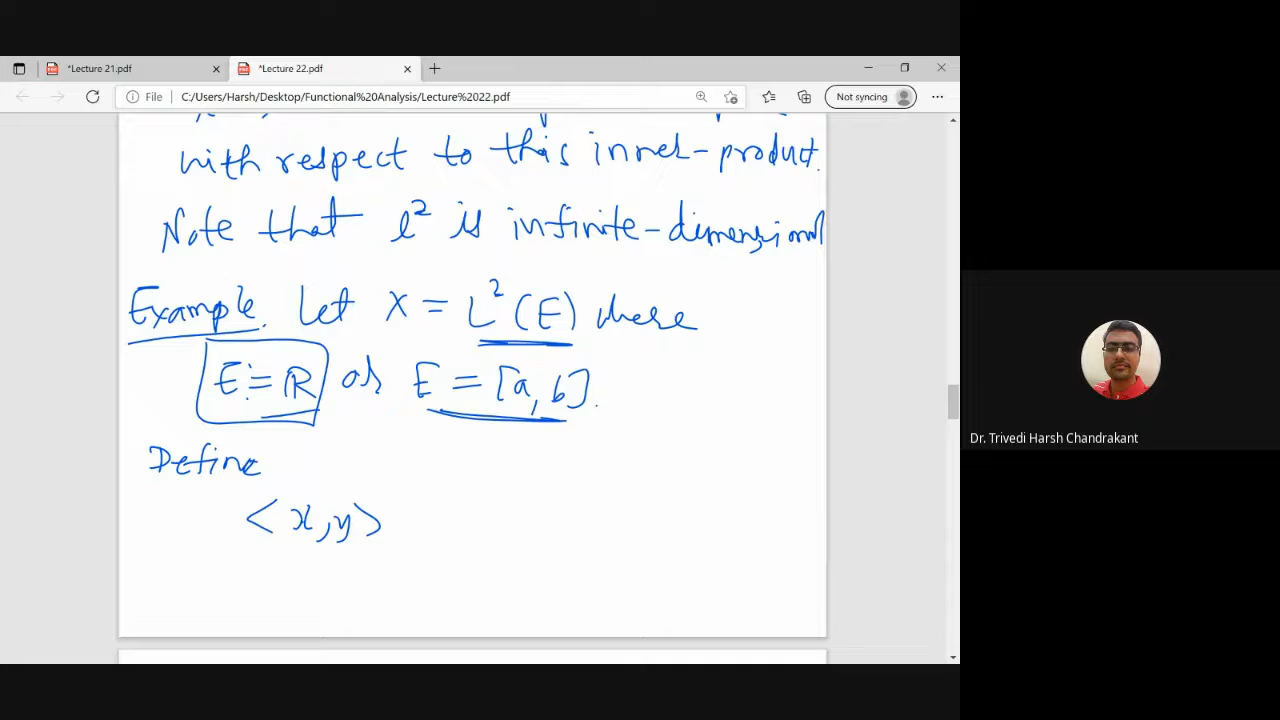 *Lecture 21.pdf
*Lecture 22.pdf
File C:/Users/Harsh/Desktop/Functional%20Analysis/Lecture%2022.pdf
Not syncing
with respect to this inner-product.
Note that l² is infinite-dimensional
Example. Let X = L²(E) where
E := ℝ or E = [a, b].
Define
<x, y>
Dr. Trivedi Harsh Chandrakant